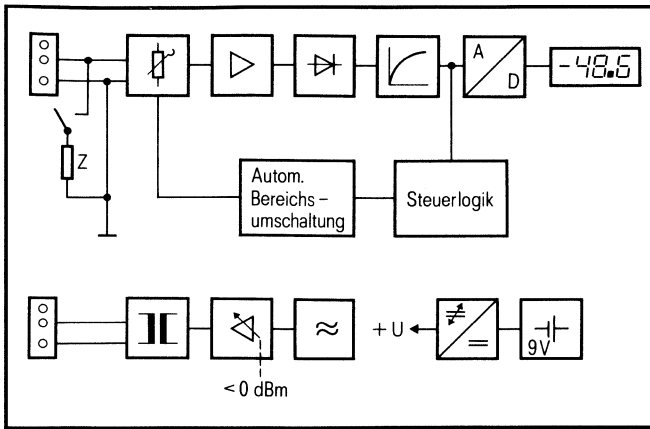 A
D
-48.6
Z
Autom.
Bereichs-
umschaltung
Steuerlogik
+U
9V
<0 dBm